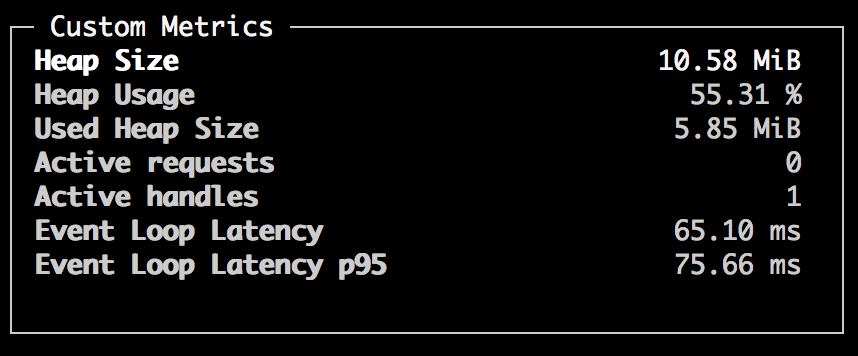 Custom Metrics
Heap Size 10.58 MiB
Heap Usage 55.31 %
Used Heap Size 5.85 MiB
Active requests 0
Active handles 1
Event Loop Latency 65.10 ms
Event Loop Latency p95 75.66 ms